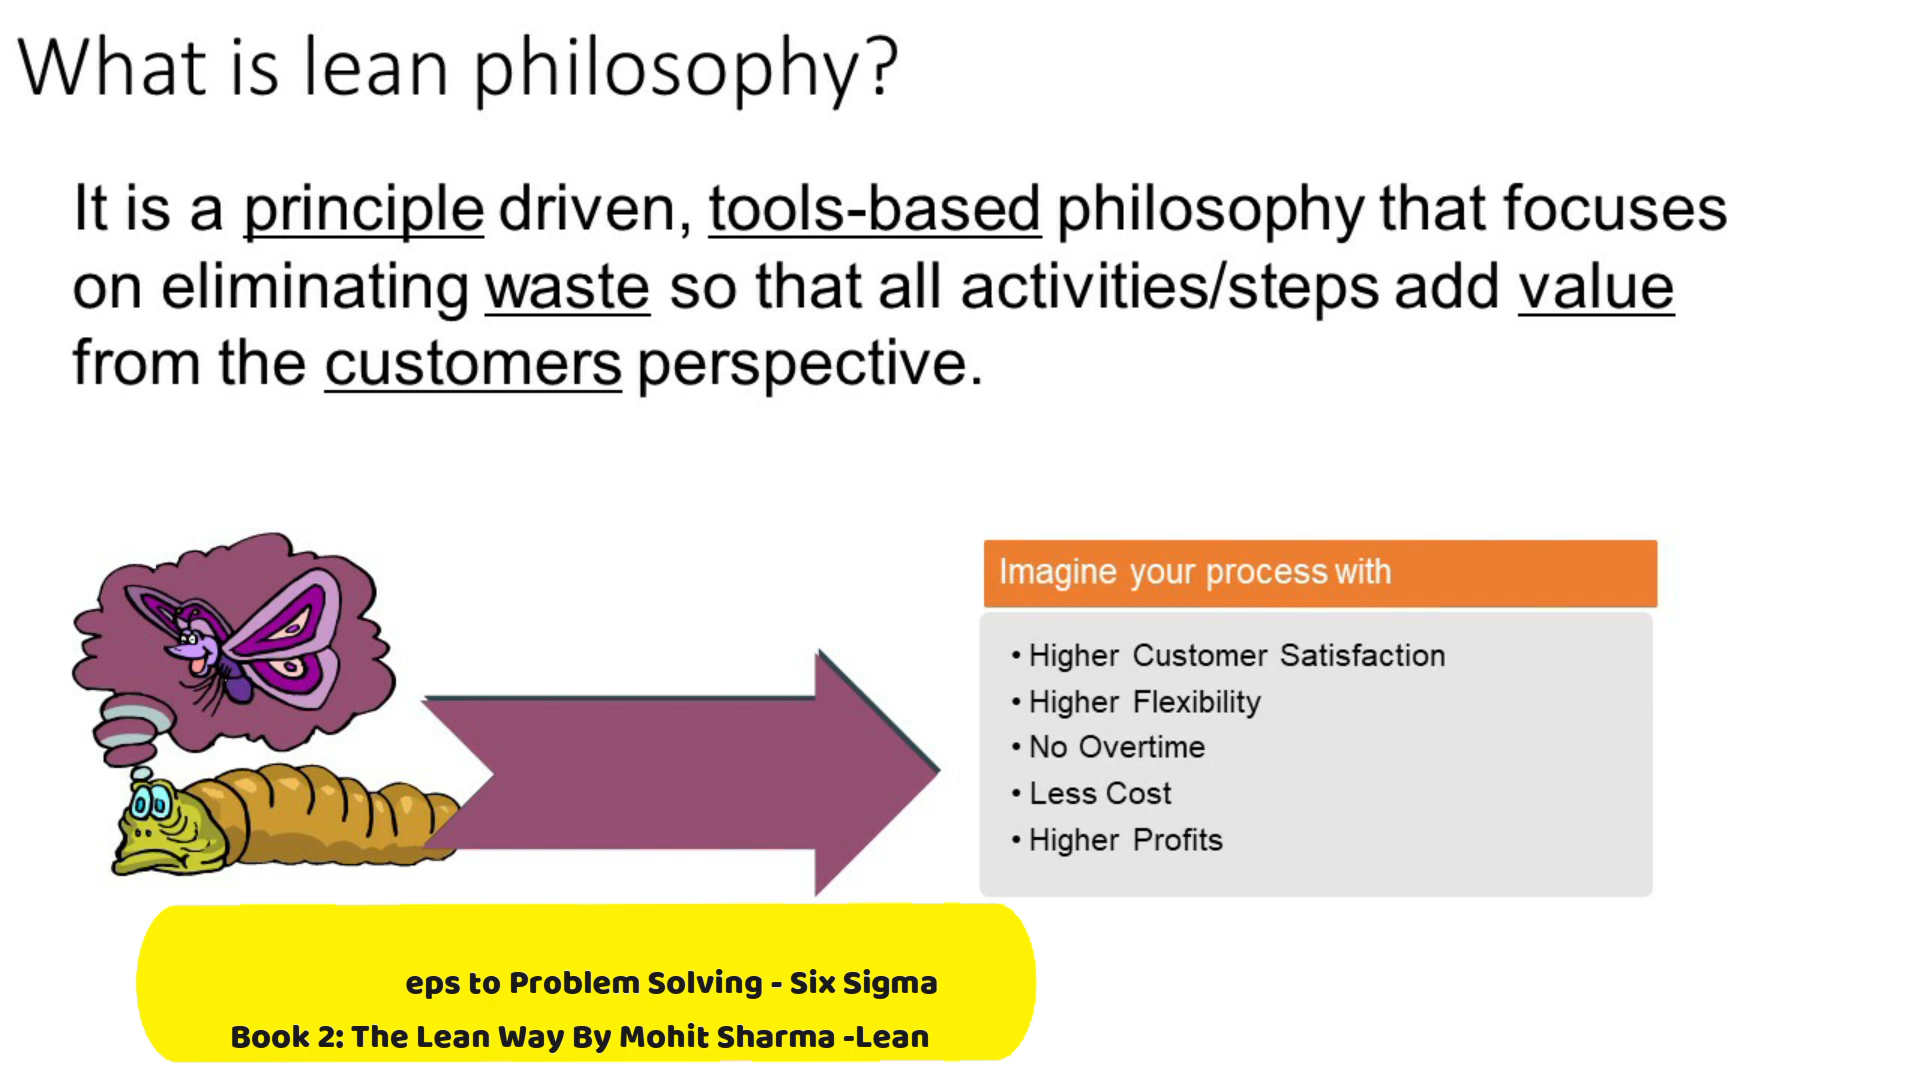 What is lean philosophy?
It is a principle driven, tools-based philosophy that focuses
on eliminating waste so that all activities/steps add value
from the customers perspective.
Imagine your process with
• Higher Customer Satisfaction
• Higher Flexibility
• No Overtime
• Less Cost
• Higher Profits
eps to Problem Solving - Six Sigma
Book 2: The Lean Way By Mohit Sharma -Lean